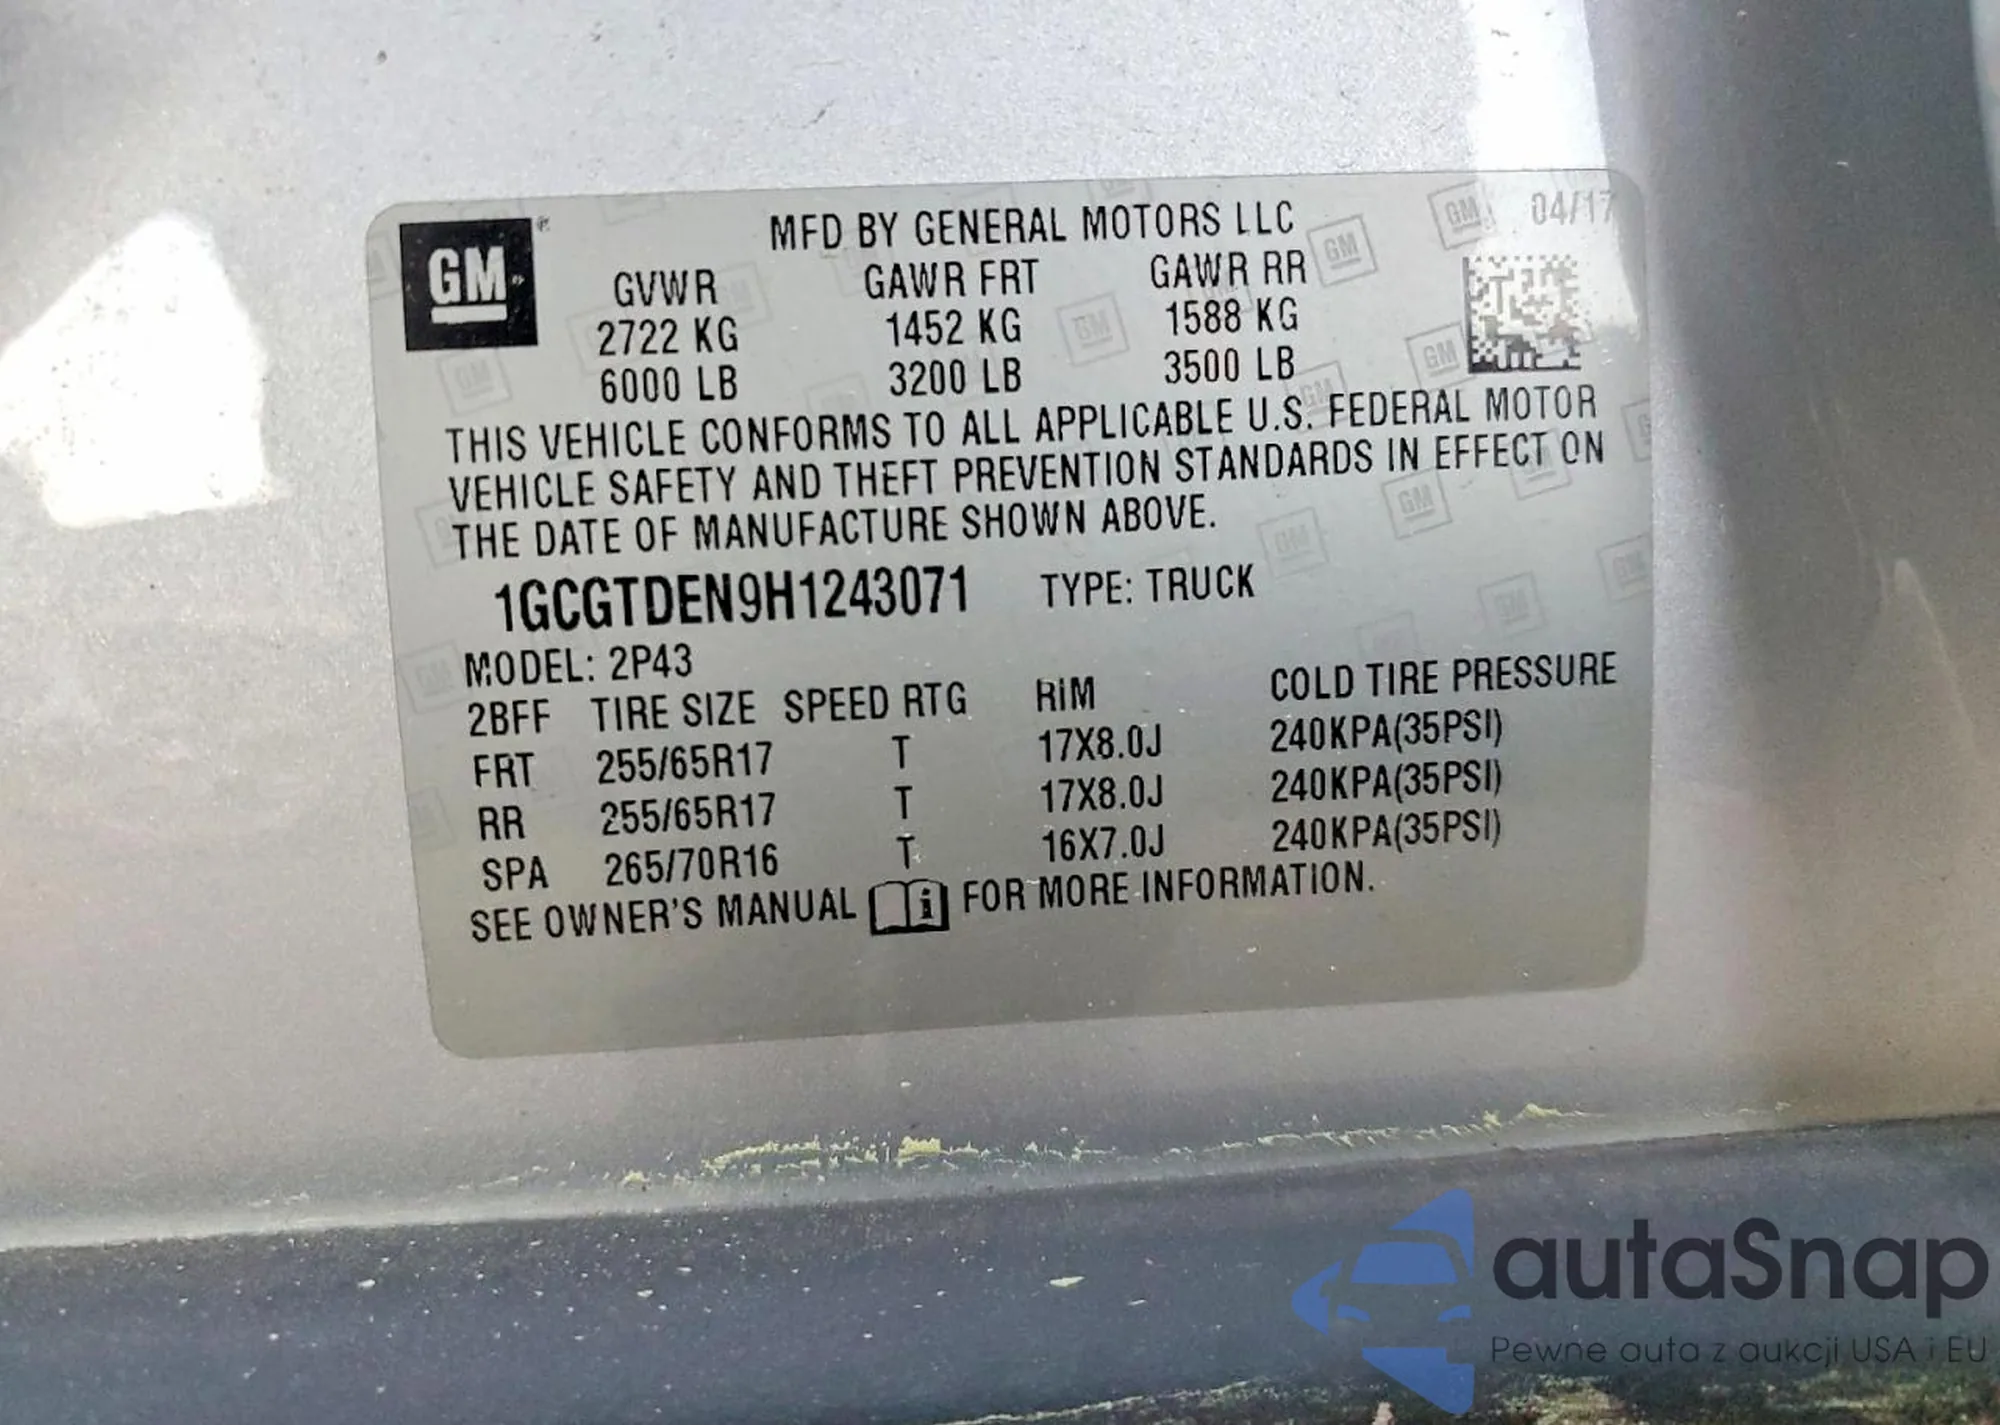 GM
MFD BY GENERAL MOTORS LLC
04/17
GVWR GAWR FRT GAWR RR
2722 KG 1452 KG 1588 KG
6000 LB 3200 LB 3500 LB
THIS VEHICLE CONFORMS TO ALL APPLICABLE U.S. FEDERAL MOTOR
VEHICLE SAFETY AND THEFT PREVENTION STANDARDS IN EFFECT ON
THE DATE OF MANUFACTURE SHOWN ABOVE.
1GCGTDEN9H1243071 TYPE: TRUCK
MODEL: 2P43
2BFF TIRE SIZE SPEED RTG RIM COLD TIRE PRESSURE
FRT 255/65R17 T 17X8.0J 240KPA(35PSI)
RR 255/65R17 T 17X8.0J 240KPA(35PSI)
SPA 265/70R16 T 16X7.0J 240KPA(35PSI)
SEE OWNER'S MANUAL i FOR MORE INFORMATION.
autaSnap
Pewne auta z aukcji USA i EU